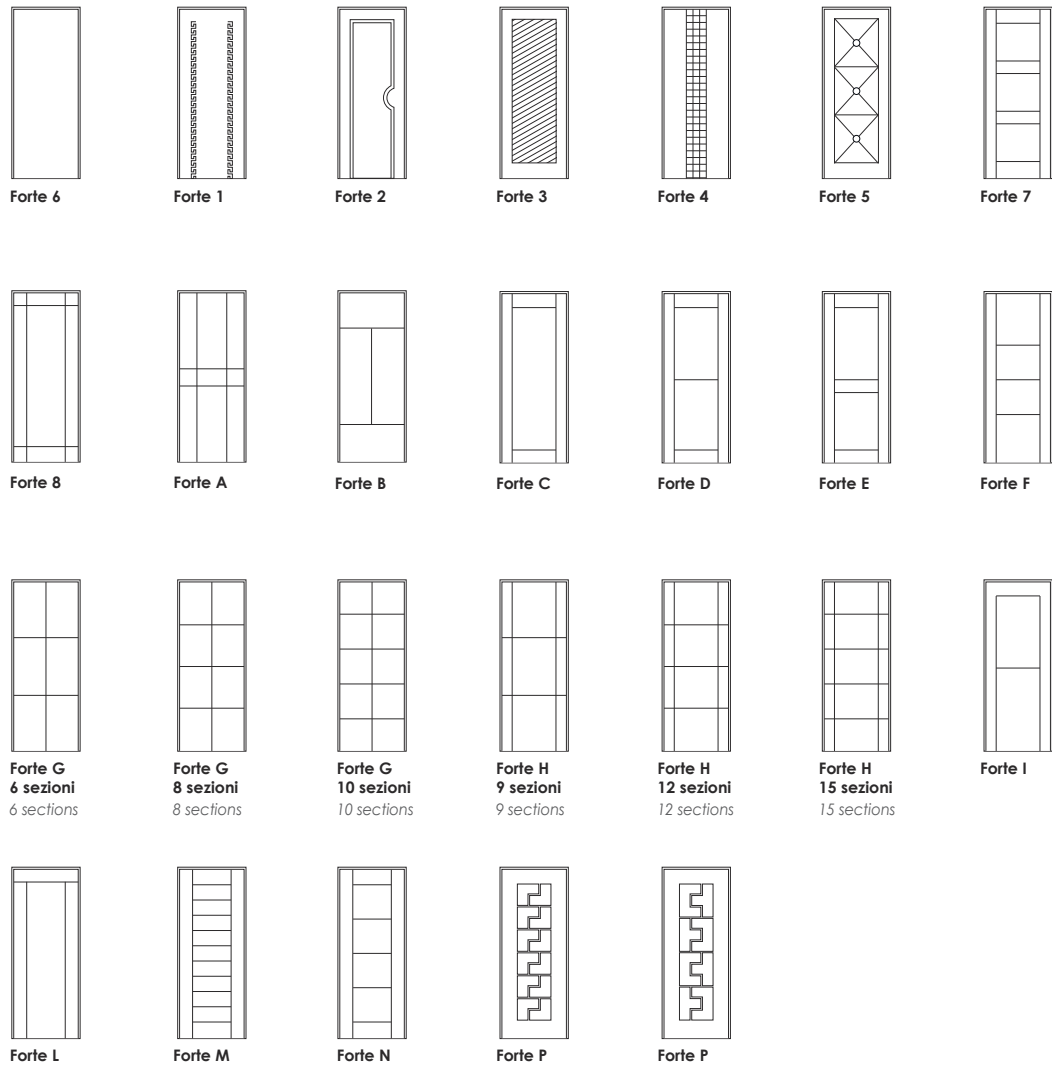 Forte 6
Forte 1
Forte 2
Forte 3
Forte 4
Forte 5
Forte 7
Forte 8
Forte A
Forte B
Forte C
Forte D
Forte E
Forte F
Forte G
6 sezioni
6 sections
Forte G
8 sezioni
8 sections
Forte G
10 sezioni
10 sections
Forte H
9 sezioni
9 sections
Forte H
12 sezioni
12 sections
Forte H
15 sezioni
15 sections
Forte I
Forte L
Forte M
Forte N
Forte P
Forte P